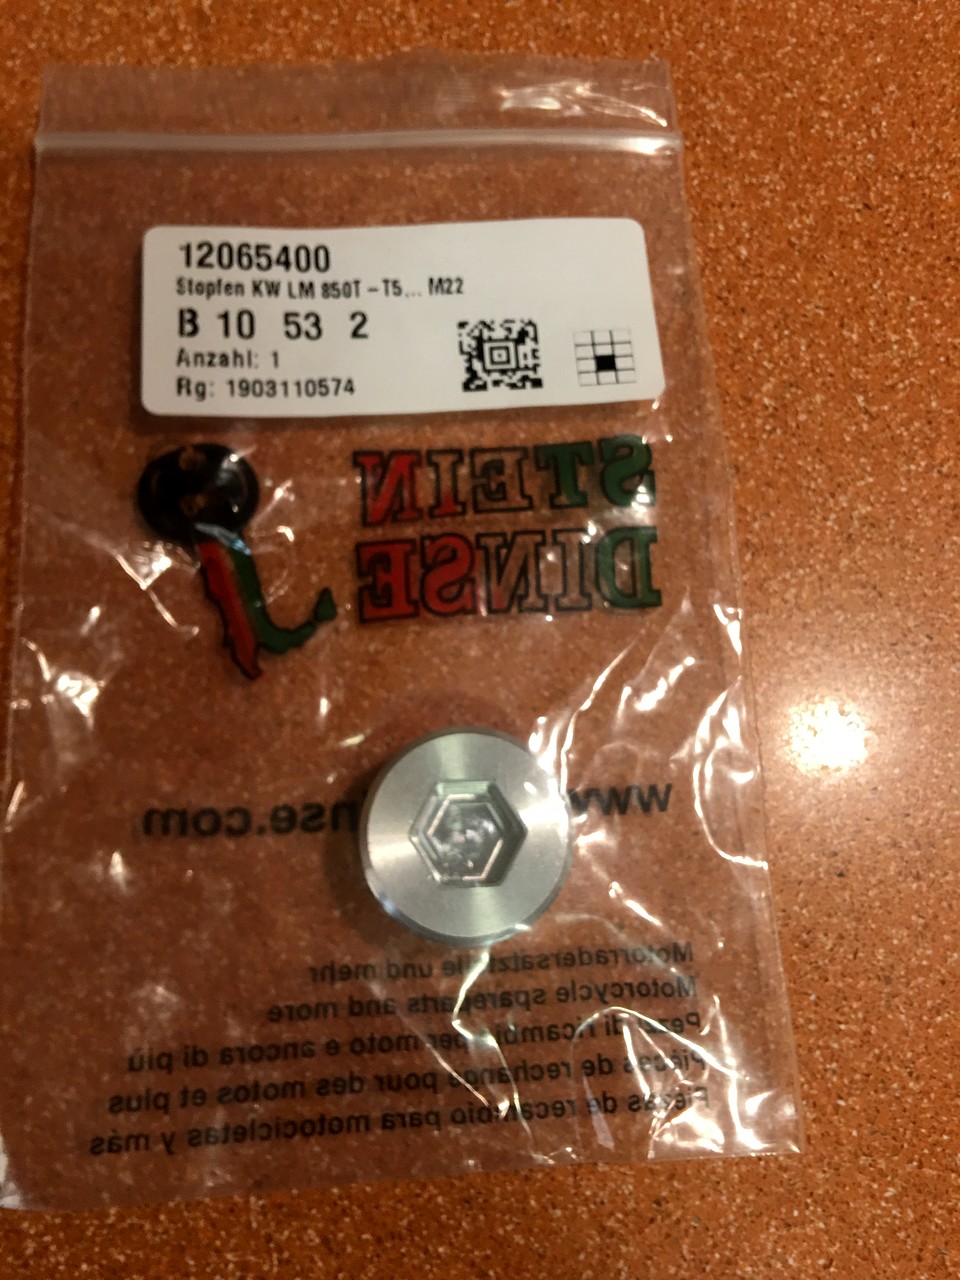 12065400
Stopfen KW LM 850T - T5... M22
B 10 53 2
Anzahl: 1
Rg: 1903110574
STEIN
DINSE
www nse.com
Motorradersatzteile und mehr
Motorcycle spareparts and more
Pezzi di ricambi per moto e ancora di più
Pièces de rechange pour des motos et plus
Piezas de recambio para motocicletas y más